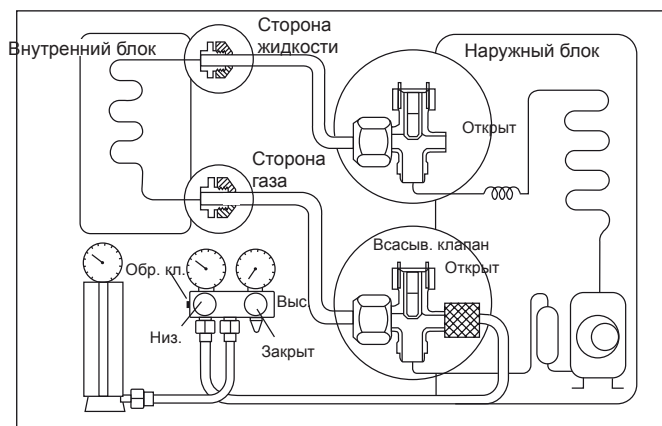 Внутренний блок
Сторона
жидкости
Наружный блок
Открыт
Сторона
газа
Всасыв. клапан
Открыт
Обр. кл.
Выс.
Низ.
Закрыт